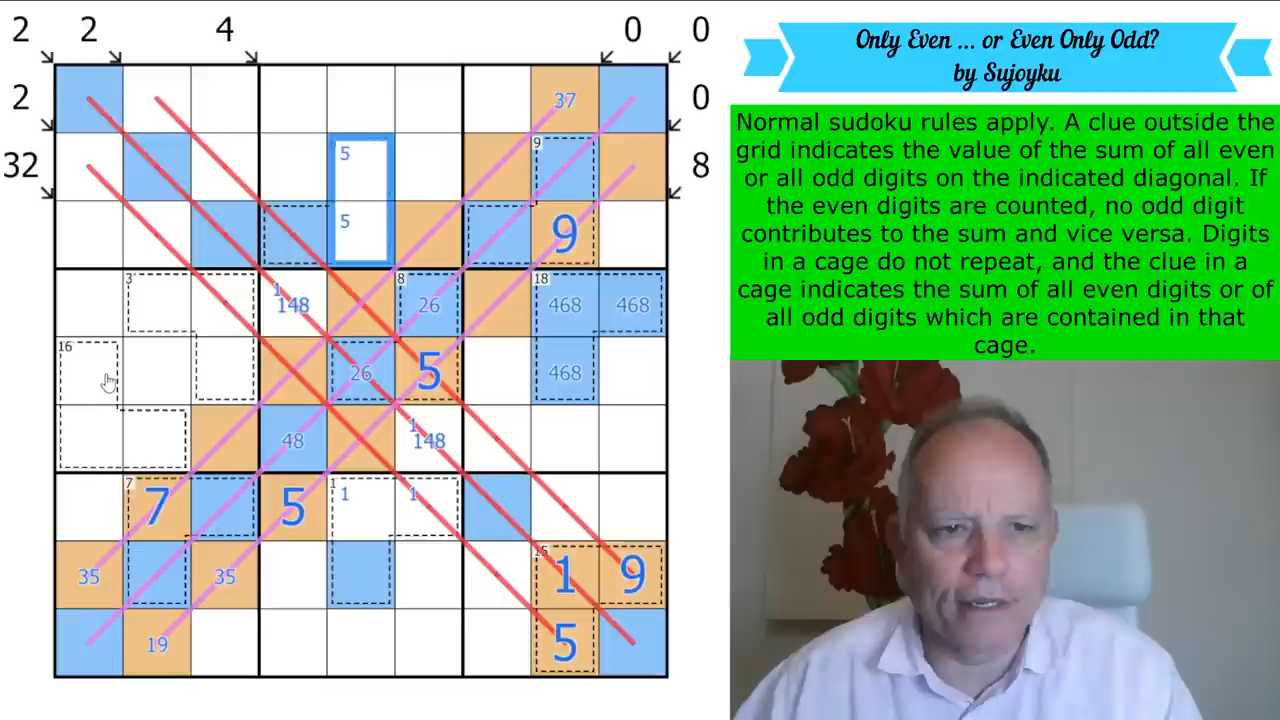 2 2 4 0 0
Only Even ... or Even Only Odd?
by Sujoyku
2 37 0
Normal sudoku rules apply. A clue outside the
grid indicates the value of the sum of all even
or all odd digits on the indicated diagonal. If
the even digits are counted, no odd digit
contributes to the sum and vice versa. Digits
in a cage do not repeat, and the clue in a
cage indicates the sum of all even digits or of
all odd digits which are contained in that
cage.
32 5 9 8
5 9
3 1 148 8 26 18 468 468
16 26 5 468
48 1 148
7 7 5 1 1 1
35 35 1 9
19 5